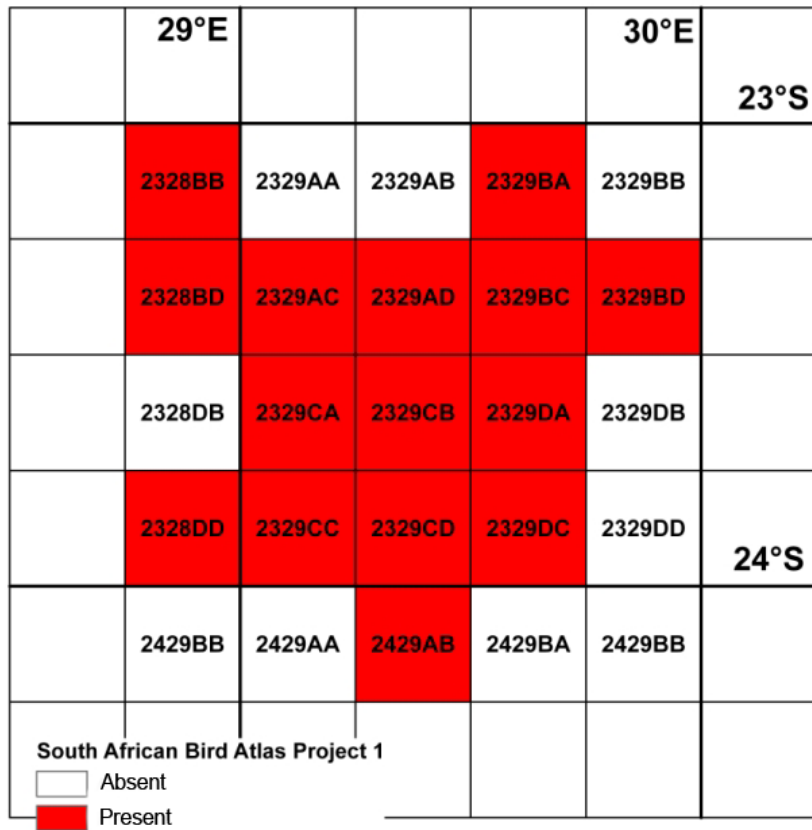 29°E 30°E
23°S
2328BB 2329AA 2329AB 2329BA 2329BB
2328BD 2329AC 2329AD 2329BC 2329BD
2328DB 2329CA 2329CB 2329DA 2329DB
2328DD 2329CC 2329CD 2329DC 2329DD
24°S
2429BB 2429AA 2429AB 2429BA 2429BB
South African Bird Atlas Project 1
Absent
Present